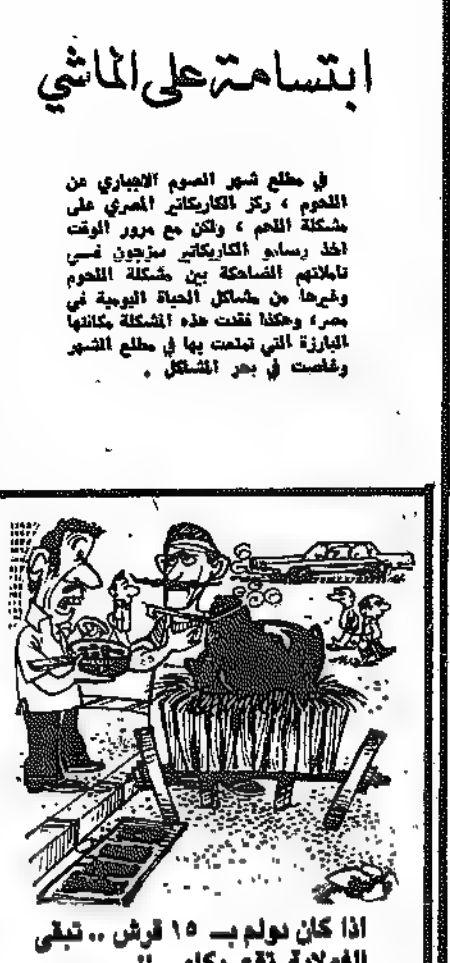 ابتسامة على الماشي
في مطلع شهر الصوم الاجباري عن
اللحوم ، ركز الكاريكاتير المصري على
مشكلة اللحم ، ولكن مع مرور الوقت
اخذ رسامو الكاريكاتير يمزجون فسي
تاملاتهم الضاحكة بين مشكلة اللحوم
وغيرها من مشاكل الحياة اليومية في
مصر، وهكذا فقدت هذه المشكلة مكانتها
البارزة التي تمتعت بها في مطلع الشهر
وغاصت في بحر المشاكل .
اذا كان دولم بـ ١٥ قرش .. تبقى